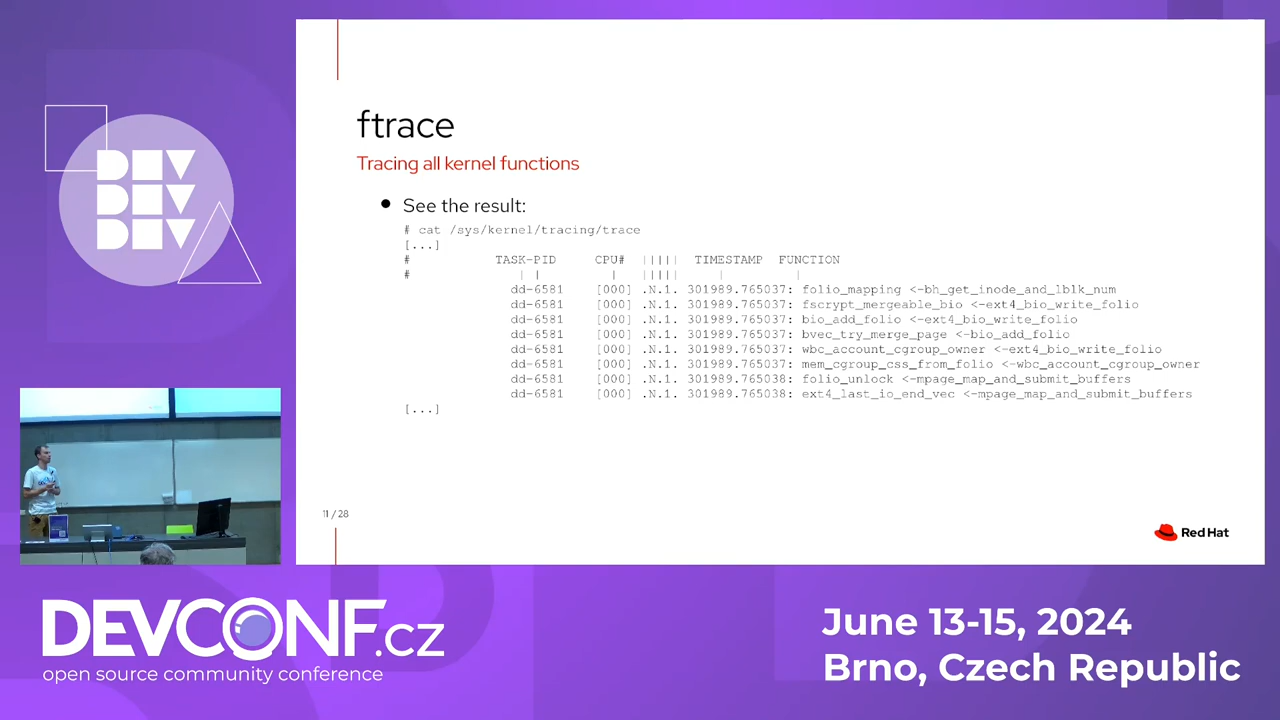 DEV
DEV
DEV
ftrace
Tracing all kernel functions
● See the result:
# cat /sys/kernel/tracing/trace
[...]
#           TASK-PID     CPU#  |||||  TIMESTAMP  FUNCTION
#              | |         |   |||||     |         |
dd-6581    [000] .N.1. 301989.765037: folio_mapping <-bh_get_inode_and_lblk_num
dd-6581    [000] .N.1. 301989.765037: fscrypt_mergeable_bio <-ext4_bio_write_folio
dd-6581    [000] .N.1. 301989.765037: bio_add_folio <-ext4_bio_write_folio
dd-6581    [000] .N.1. 301989.765037: bvec_try_merge_page <-bio_add_folio
dd-6581    [000] .N.1. 301989.765037: wbc_account_cgroup_owner <-ext4_bio_write_folio
dd-6581    [000] .N.1. 301989.765037: mem_cgroup_css_from_folio <-wbc_account_cgroup_owner
dd-6581    [000] .N.1. 301989.765038: folio_unlock <-mpage_map_and_submit_buffers
dd-6581    [000] .N.1. 301989.765038: ext4_last_io_end_vec <-mpage_map_and_submit_buffers
[...]
11 / 28
Red Hat
DEVCONF.cz
open source community conference
June 13-15, 2024
Brno, Czech Republic